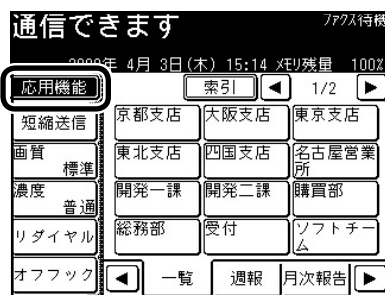 通信できます
ファクス待機
2009年 4月 3日(木) 15:14 メモリ残量 100%
応用機能
索引
1/2
短縮送信
京都支店
大阪支店
東京支店
画質
標準
東北支店
四国支店
名古屋営業
所
濃度
普通
開発一課
開発二課
購買部
リダイヤル
総務部
受付
ソフトチー
ム
オフフック
一覧
週報
月次報告